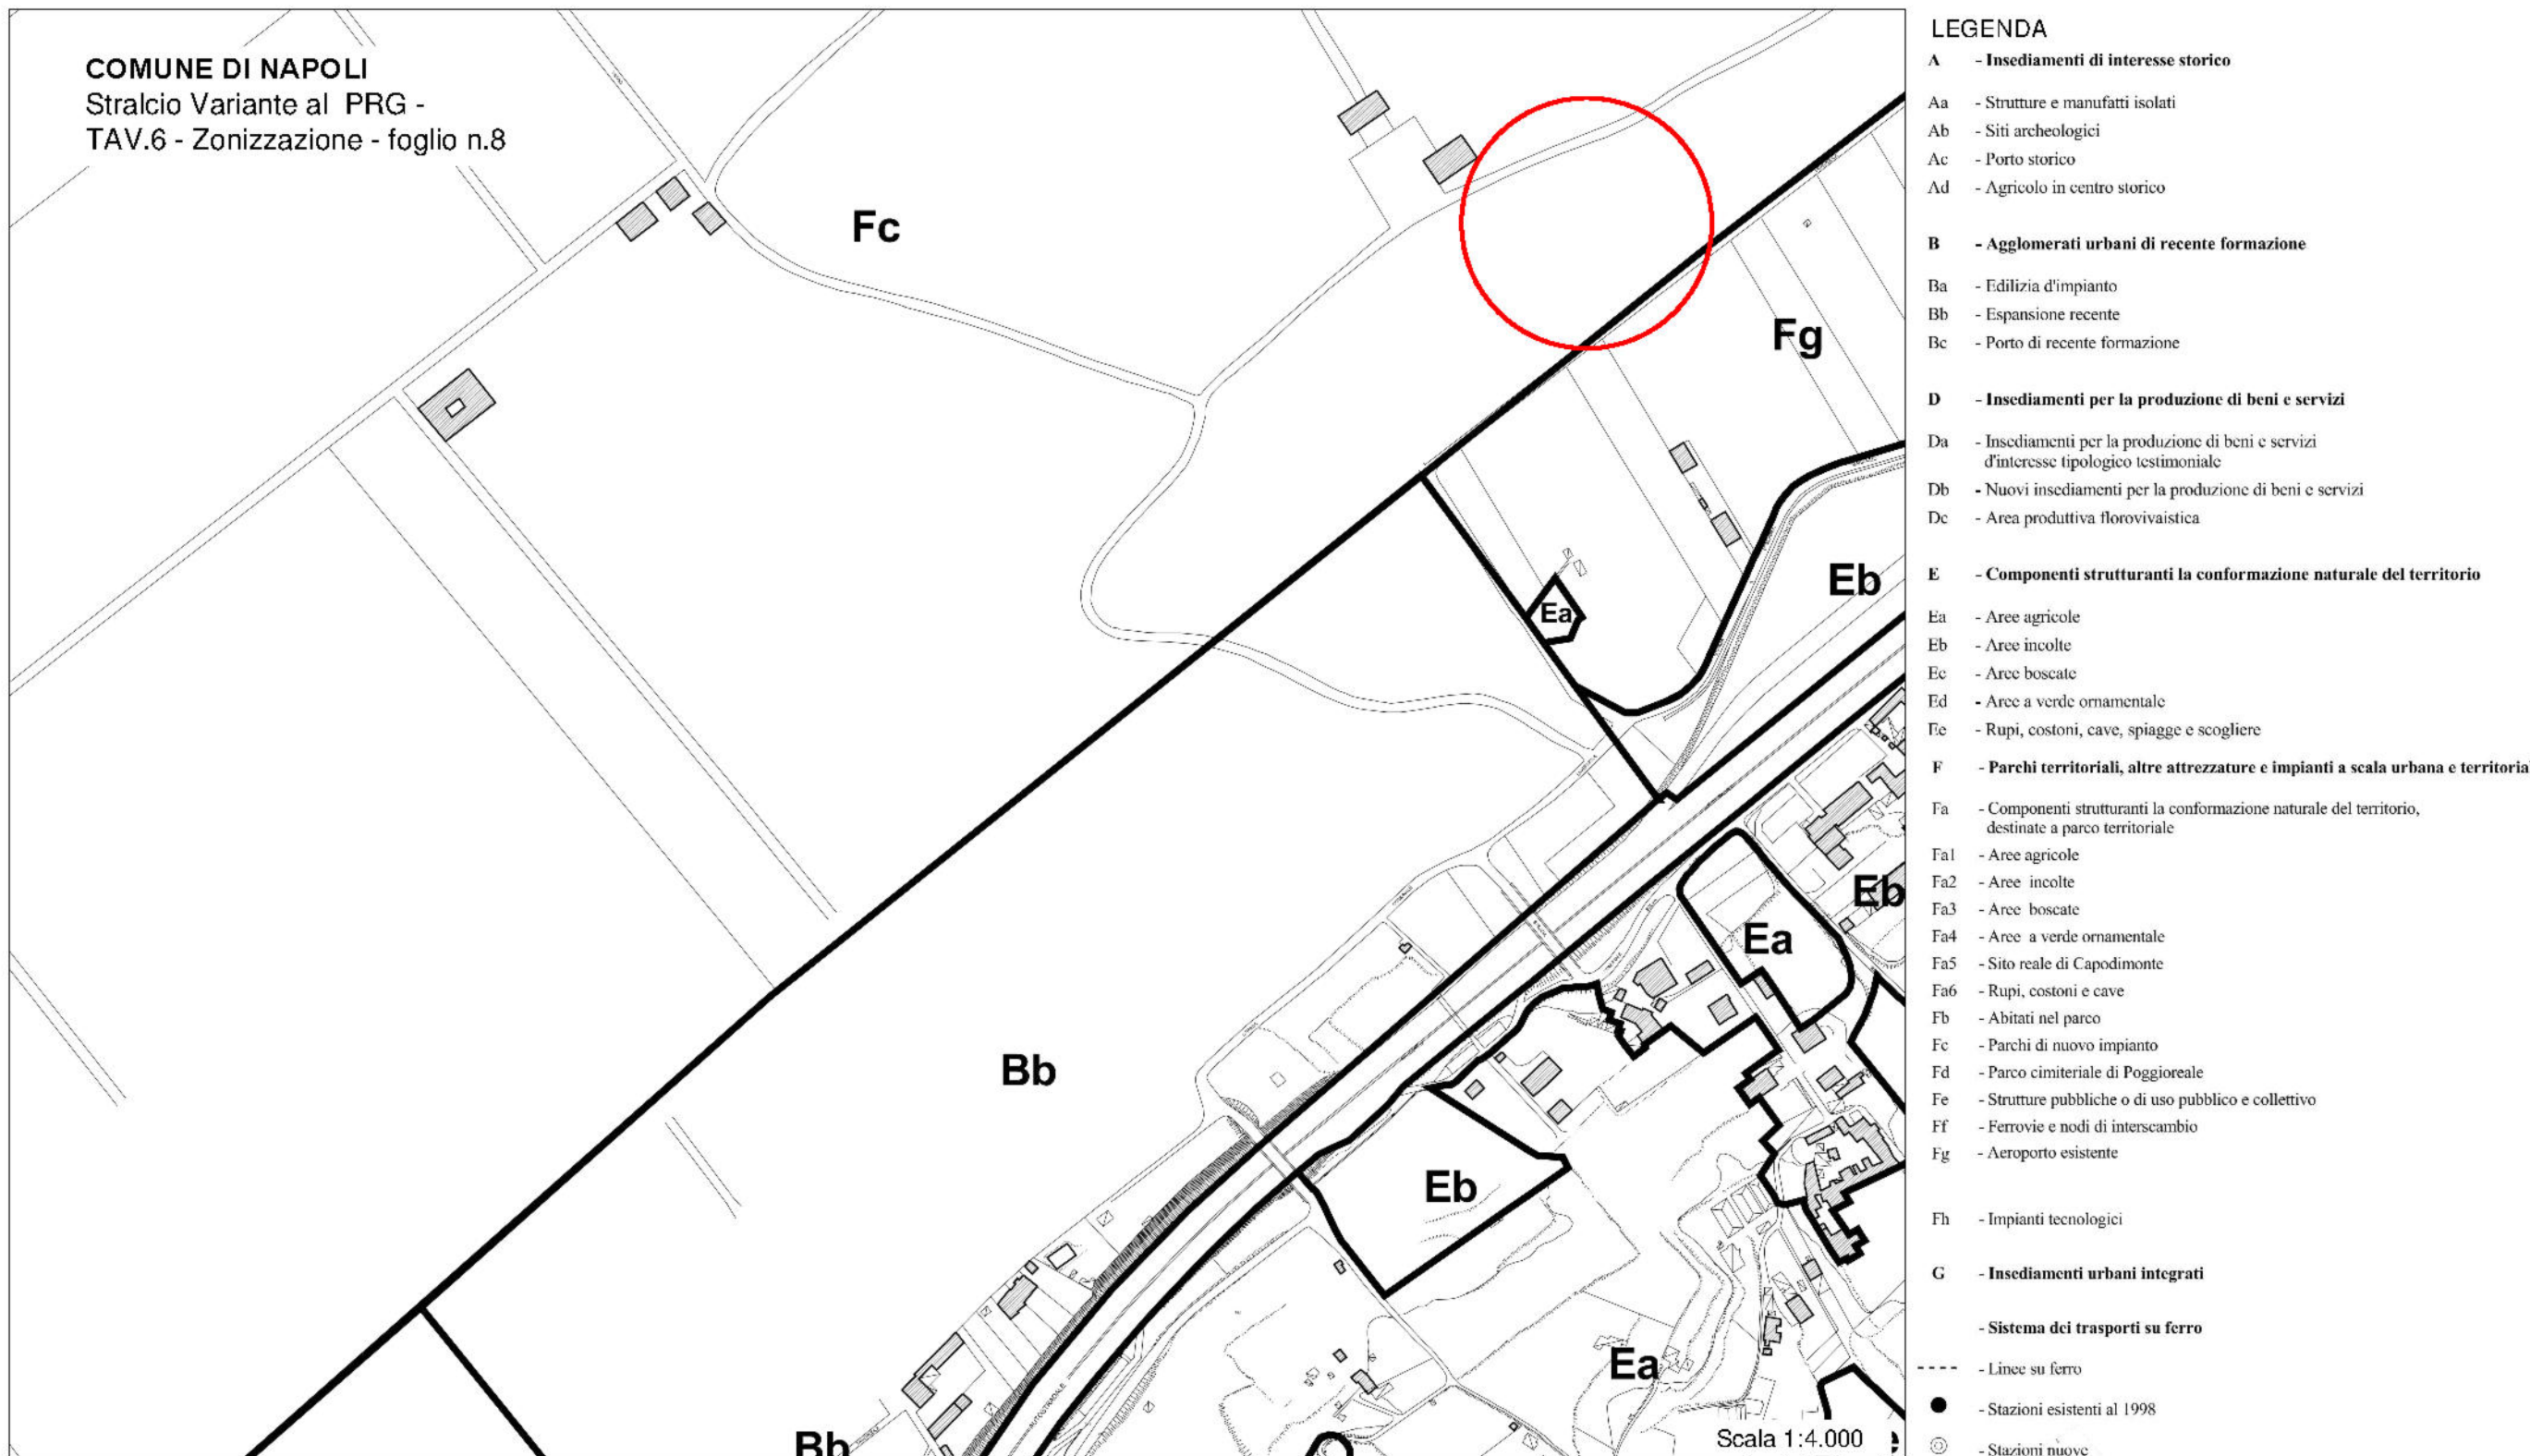 COMUNE DI NAPOLI
Stralcio Variante al PRG -
TAV.6 - Zonizzazione - foglio n.8
Fc
Fg
Eb
Ea
Eb
Ea
Bb
Eb
Ea
Bb
AUTOSTRADALE
Scala 1:4.000
LEGENDA
A - Insediamenti di interesse storico
Aa - Strutture e manufatti isolati
Ab - Siti archeologici
Ac - Porto storico
Ad - Agricolo in centro storico
B - Agglomerati urbani di recente formazione
Ba - Edilizia d'impianto
Bb - Espansione recente
Bc - Porto di recente formazione
D - Insediamenti per la produzione di beni e servizi
Da - Insediamenti per la produzione di beni e servizi
d'interesse tipologico testimoniale
Db - Nuovi insediamenti per la produzione di beni e servizi
Dc - Area produttiva florovivaistica
E - Componenti strutturanti la conformazione naturale del territorio
Ea - Aree agricole
Eb - Aree incolte
Ec - Aree boscate
Ed - Aree a verde ornamentale
Ee - Rupi, costoni, cave, spiagge e scogliere
F - Parchi territoriali, altre attrezzature e impianti a scala urbana e territoria
Fa - Componenti strutturanti la conformazione naturale del territorio,
destinate a parco territoriale
Fa1 - Aree agricole
Fa2 - Aree incolte
Fa3 - Aree boscate
Fa4 - Aree a verde ornamentale
Fa5 - Sito reale di Capodimonte
Fa6 - Rupi, costoni e cave
Fb - Abitati nel parco
Fc - Parchi di nuovo impianto
Fd - Parco cimiteriale di Poggioreale
Fe - Strutture pubbliche o di uso pubblico e collettivo
Ff - Ferrovie e nodi di interscambio
Fg - Aeroporto esistente
Fh - Impianti tecnologici
G - Insediamenti urbani integrati
- Sistema dei trasporti su ferro
- Linee su ferro
- Stazioni esistenti al 1998
- Stazioni nuove